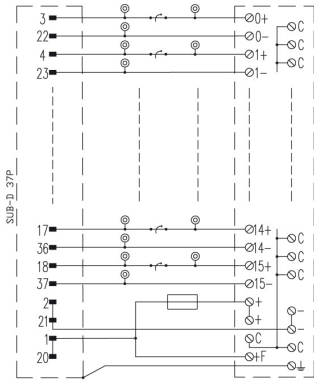 3 0+
C
22 0-
4 1+
C
23 1-
C
SUB-D 37P
17 14+
C
36 14-
C
18 15+
C
37 15-
2 +
-
21 +
-
1 C
C
20 +F